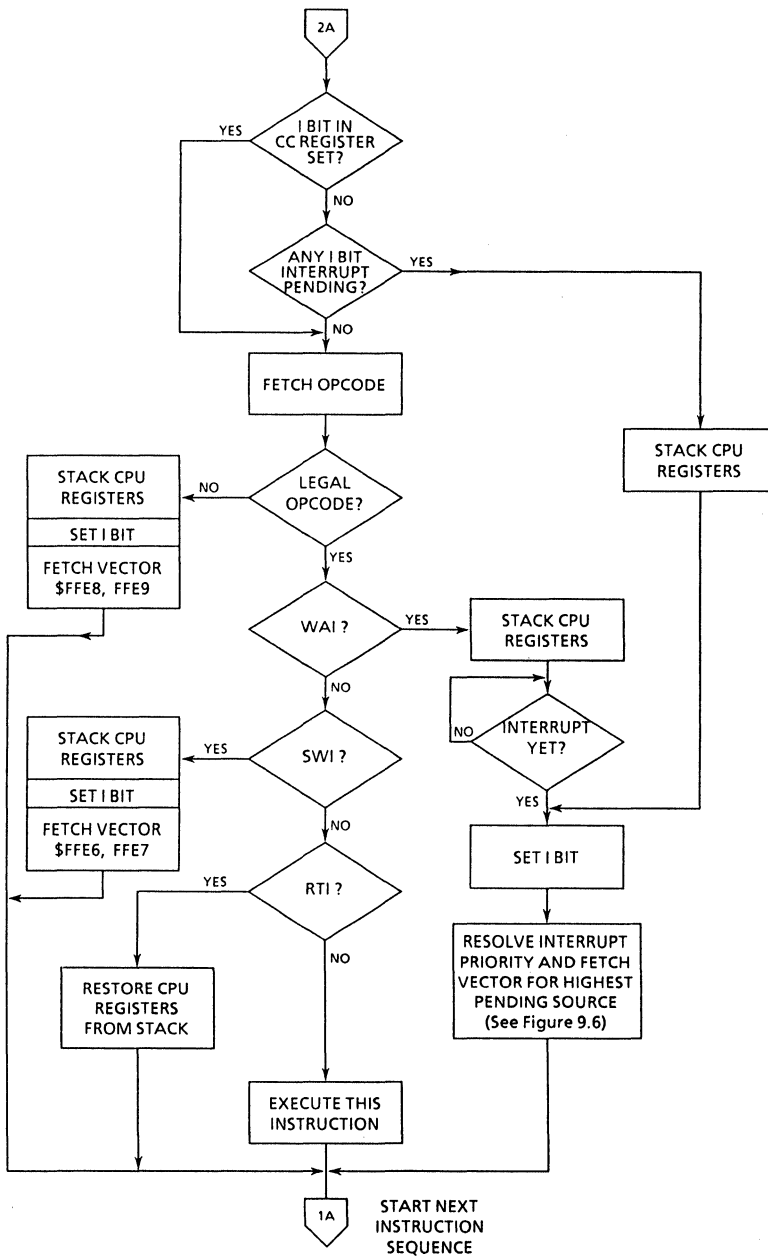 2A
I BIT IN
CC REGISTER
SET?
YES
NO
ANY I BIT
INTERRUPT
PENDING?
YES
NO
FETCH OPCODE
STACK CPU
REGISTERS
LEGAL
OPCODE?
NO
YES
STACK CPU
REGISTERS
SET I BIT
FETCH VECTOR
$FFE8, FFE9
WAI ?
YES
NO
STACK CPU
REGISTERS
INTERRUPT
YET?
NO
YES
SWI ?
YES
NO
STACK CPU
REGISTERS
SET I BIT
FETCH VECTOR
$FFE6, FFE7
SET I BIT
RTI ?
YES
NO
RESTORE CPU
REGISTERS
FROM STACK
RESOLVE INTERRUPT
PRIORITY AND FETCH
VECTOR FOR HIGHEST
PENDING SOURCE
(See Figure 9.6)
EXECUTE THIS
INSTRUCTION
1A
START NEXT
INSTRUCTION
SEQUENCE